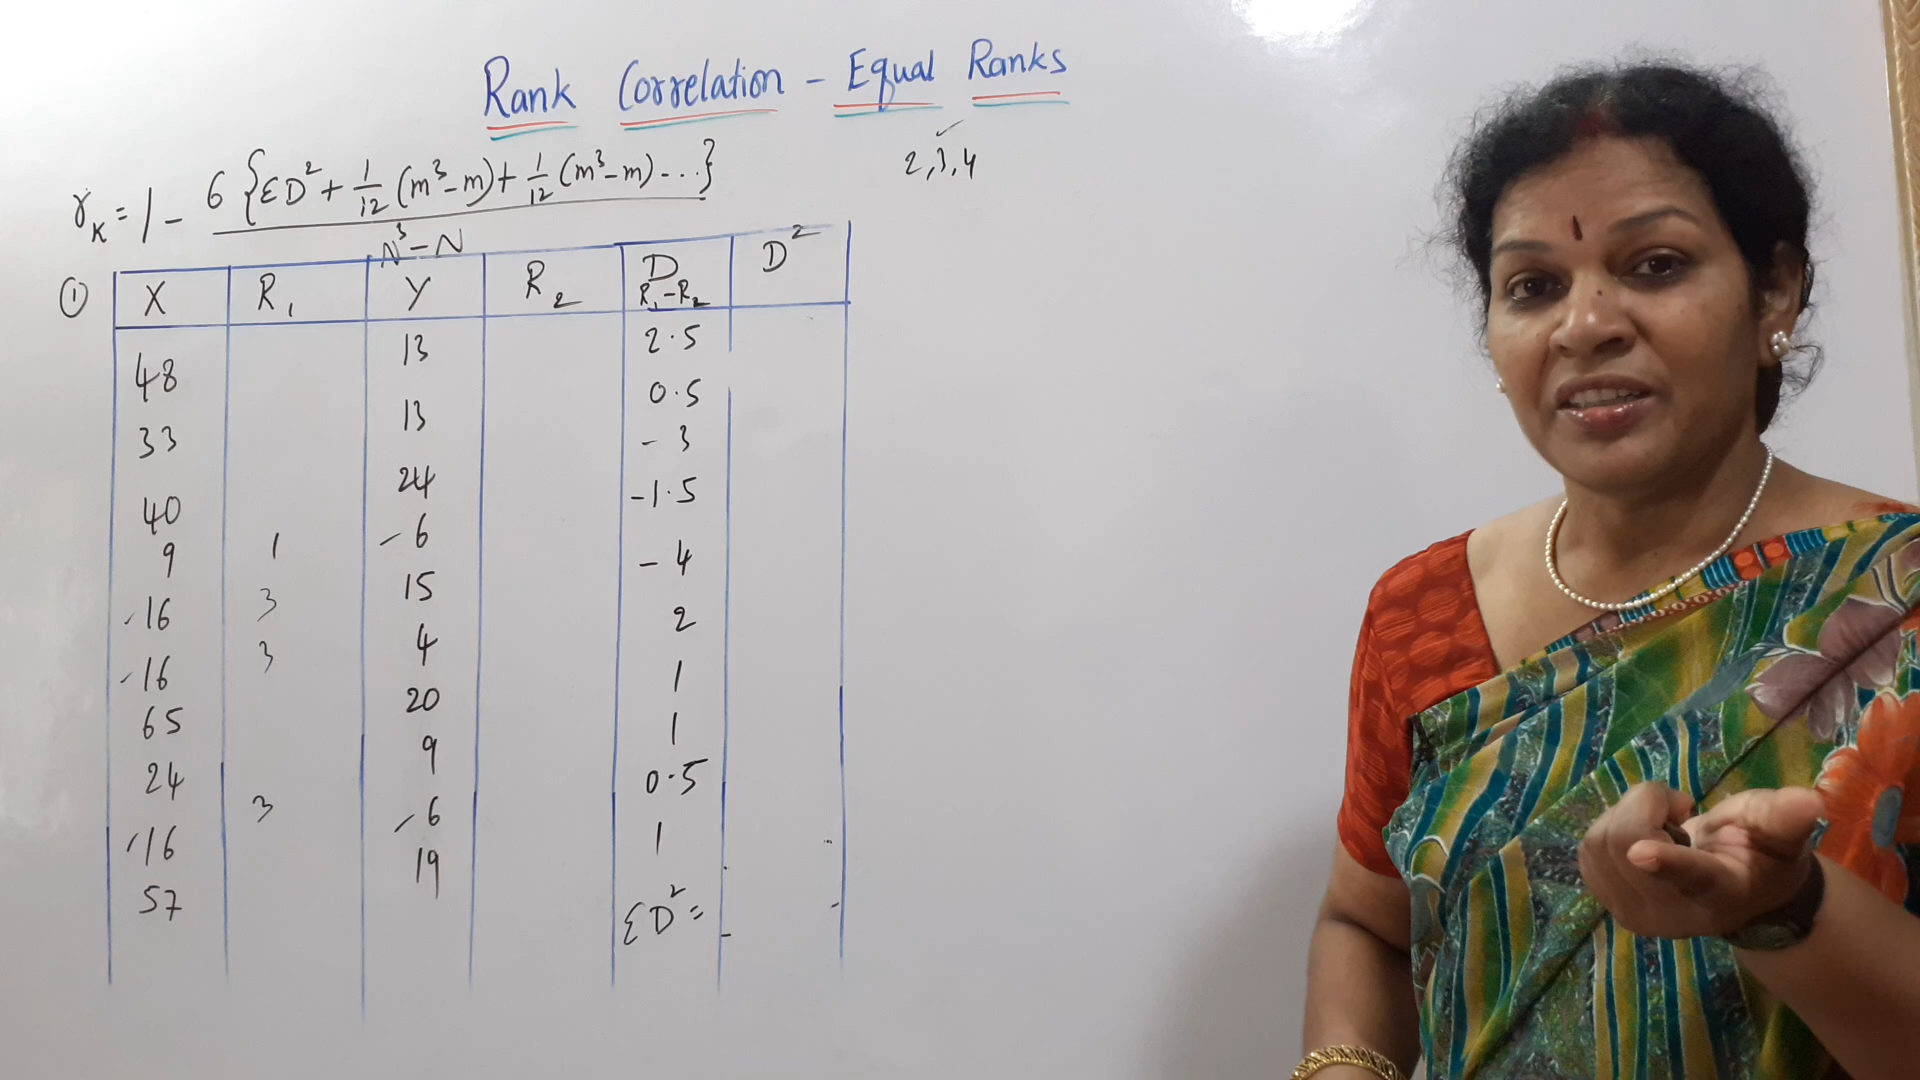 Rank Correlation - Equal Ranks
2,3,4
r_K = 1 - 6 {ΣD² + 1/12 (m³-m) + 1/12 (m³-m) - ...}
N³ - N
① X R₁ Y R₂ D D²
R₁-R₂
48 13 2.5
33 13 0.5
40 24 -3
9 1 6 -1.5
16 3 15 -4
16 3 4 2
65 20 1
24 9 1
16 3 6 0.5
57 19 1
ΣD² =